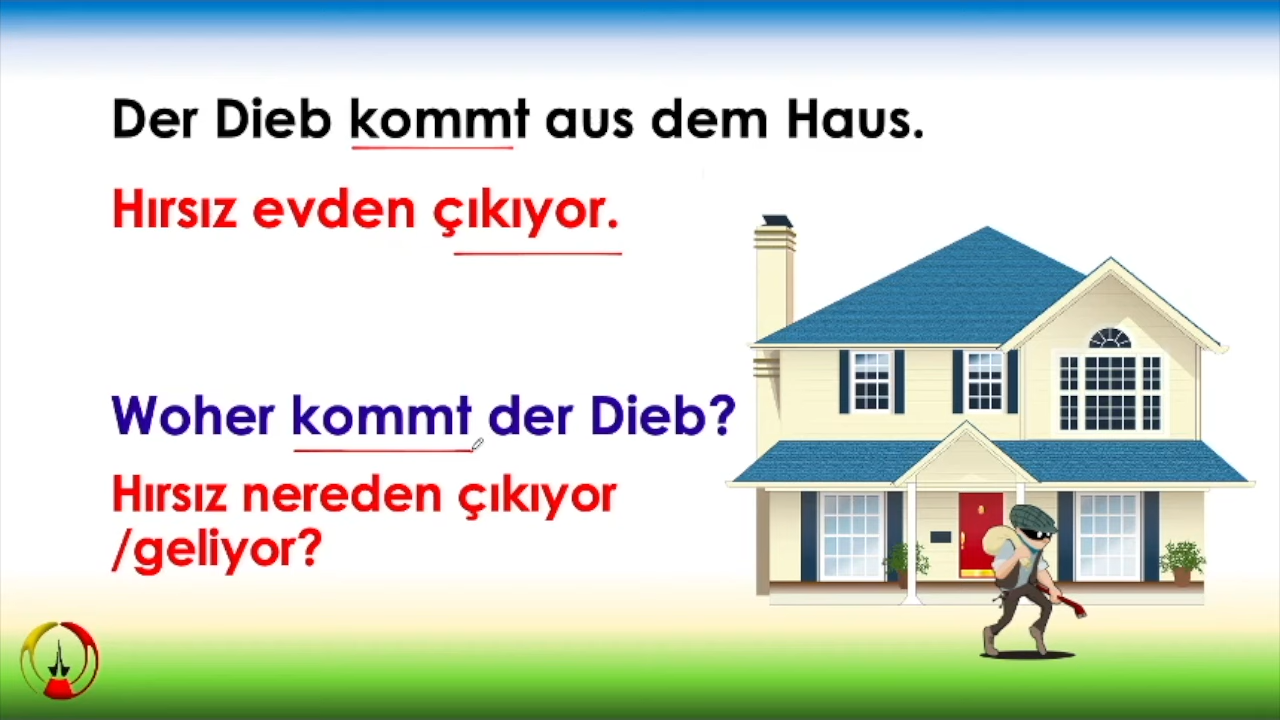 Der Dieb kommt aus dem Haus.
Hırsız evden çıkıyor.
Woher kommt der Dieb?
Hırsız nereden çıkıyor
/geliyor?